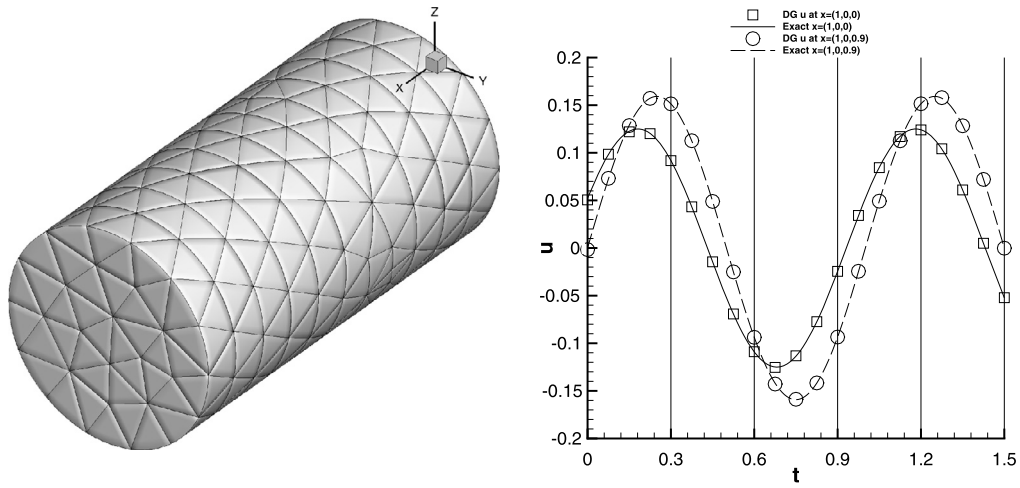 Z
Y
X
DG u at x=(1,0,0)
Exact x=(1,0,0)
DG u at x=(1,0,0.9)
Exact x=(1,0,0.9)
0.2
0.15
0.1
0.05
0
-0.05
-0.1
-0.15
-0.2
u
0 0.3 0.6 0.9 1.2 1.5
t